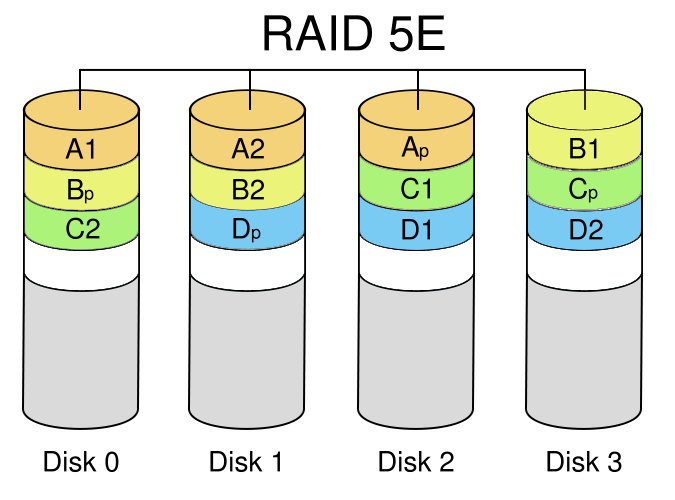 RAID 5E
A1 A2 Ap B1
Bp B2 C1 Cp
C2 Dp D1 D2
Disk 0 Disk 1 Disk 2 Disk 3